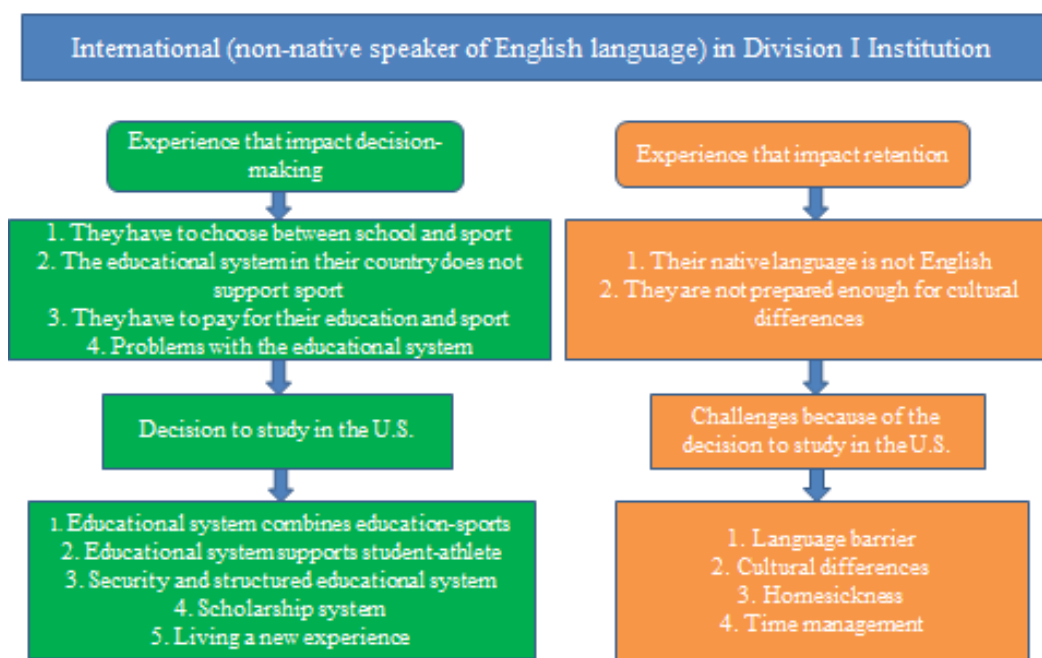 International (non-native speaker of English language) in Division I Institution
Experience that impact decision-
making
1. They have to choose between school and sport
2. The educational system in their country does not
support sport
3. They have to pay for their education and sport
4. Problems with the educational system
Decision to study in the U.S.
1. Educational system combines education-sports
2. Educational system supports student-athlete
3. Security and structured educational system
4. Scholarship system
5. Living a new experience
Experience that impact retention
1. Their native language is not English
2. They are not prepared enough for cultural
differences
Challenges because of the
decision to study in the U.S.
1. Language barrier
2. Cultural differences
3. Homesickness
4. Time management